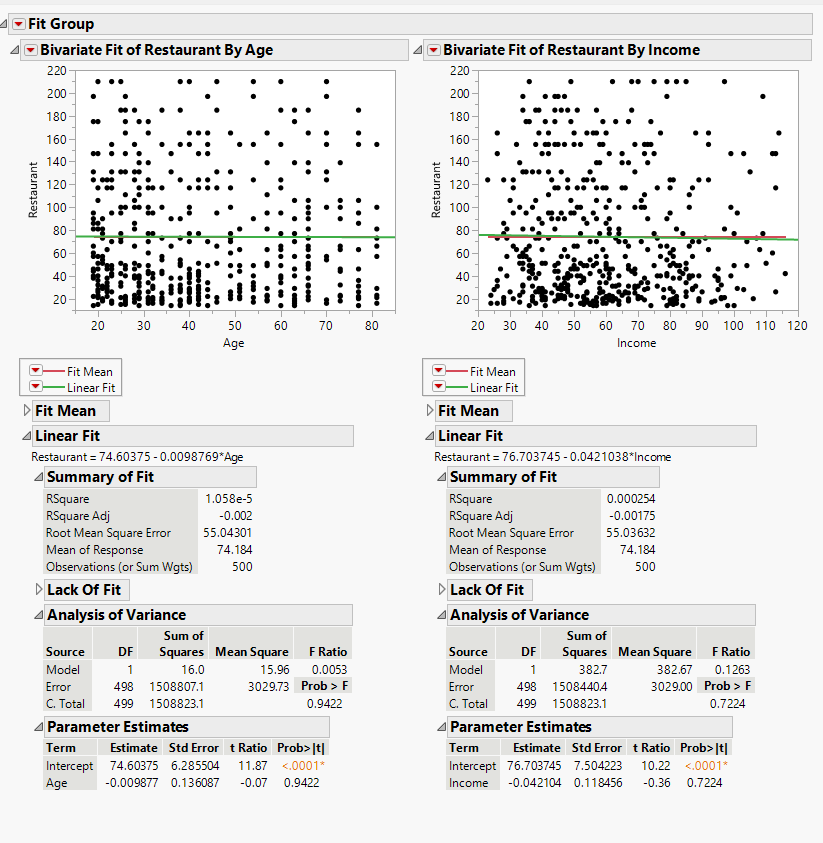 Fit Group
Bivariate Fit of Restaurant By Age
220
200
180
160
140
120
100
80
60
40
20
Restaurant
20 30 40 50 60 70 80
Age
Fit Mean
Linear Fit
Fit Mean
Linear Fit
Restaurant = 74.60375 - 0.0098769*Age
Summary of Fit
RSquare 1.058e-5
RSquare Adj -0.002
Root Mean Square Error 55.04301
Mean of Response 74.184
Observations (or Sum Wgts) 500
Lack Of Fit
Analysis of Variance
Source DF Sum of Squares Mean Square F Ratio
Model 1 16.0 15.96 0.0053
Error 498 1508807.1 3029.73 Prob > F
C. Total 499 1508823.1 0.9422
Parameter Estimates
Term Estimate Std Error t Ratio Prob>|t|
Intercept 74.60375 6.285504 11.87 <.0001*
Age -0.009877 0.136087 -0.07 0.9422
Bivariate Fit of Restaurant By Income
220
200
180
160
140
120
100
80
60
40
20
Restaurant
20 30 40 50 60 70 80 90 100 110 120
Income
Fit Mean
Linear Fit
Fit Mean
Linear Fit
Restaurant = 76.703745 - 0.0421038*Income
Summary of Fit
RSquare 0.000254
RSquare Adj -0.00175
Root Mean Square Error 55.03632
Mean of Response 74.184
Observations (or Sum Wgts) 500
Lack Of Fit
Analysis of Variance
Source DF Sum of Squares Mean Square F Ratio
Model 1 382.7 382.67 0.1263
Error 498 1508440.4 3029.00 Prob > F
C. Total 499 1508823.1 0.7224
Parameter Estimates
Term Estimate Std Error t Ratio Prob>|t|
Intercept 76.703745 7.504223 10.22 <.0001*
Income -0.042104 0.118456 -0.36 0.7224